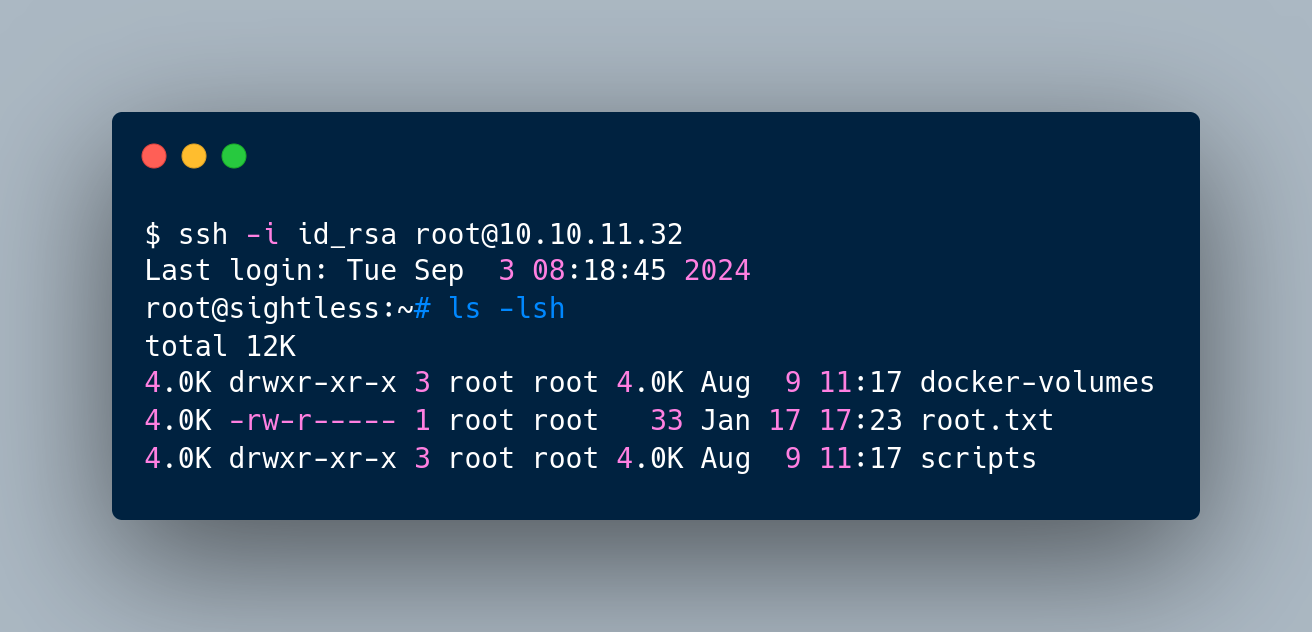 $ ssh -i id_rsa root@10.10.11.32
Last login: Tue Sep  3 08:18:45 2024
root@sightless:~# ls -lsh
total 12K
4.0K drwxr-xr-x 3 root root 4.0K Aug  9 11:17 docker-volumes
4.0K -rw-r----- 1 root root   33 Jan 17 17:23 root.txt
4.0K drwxr-xr-x 3 root root 4.0K Aug  9 11:17 scripts